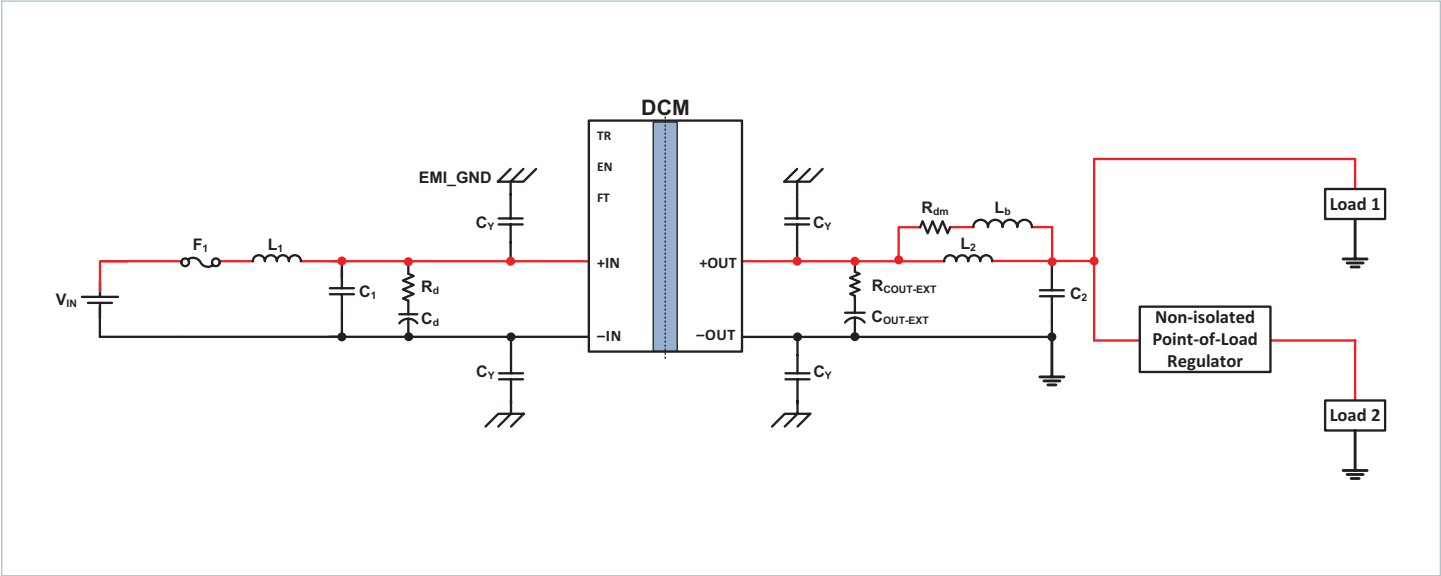 DCM
TR
EN
FT
EMI_GND
CY
CY
Rdm
Lb
Load 1
F1
L1
L2
+IN
+OUT
VIN
C1
Rd
Cd
RCOUT-EXT
COUT-EXT
C2
–IN
–OUT
Non-isolated
Point-of-Load
Regulator
CY
CY
Load 2